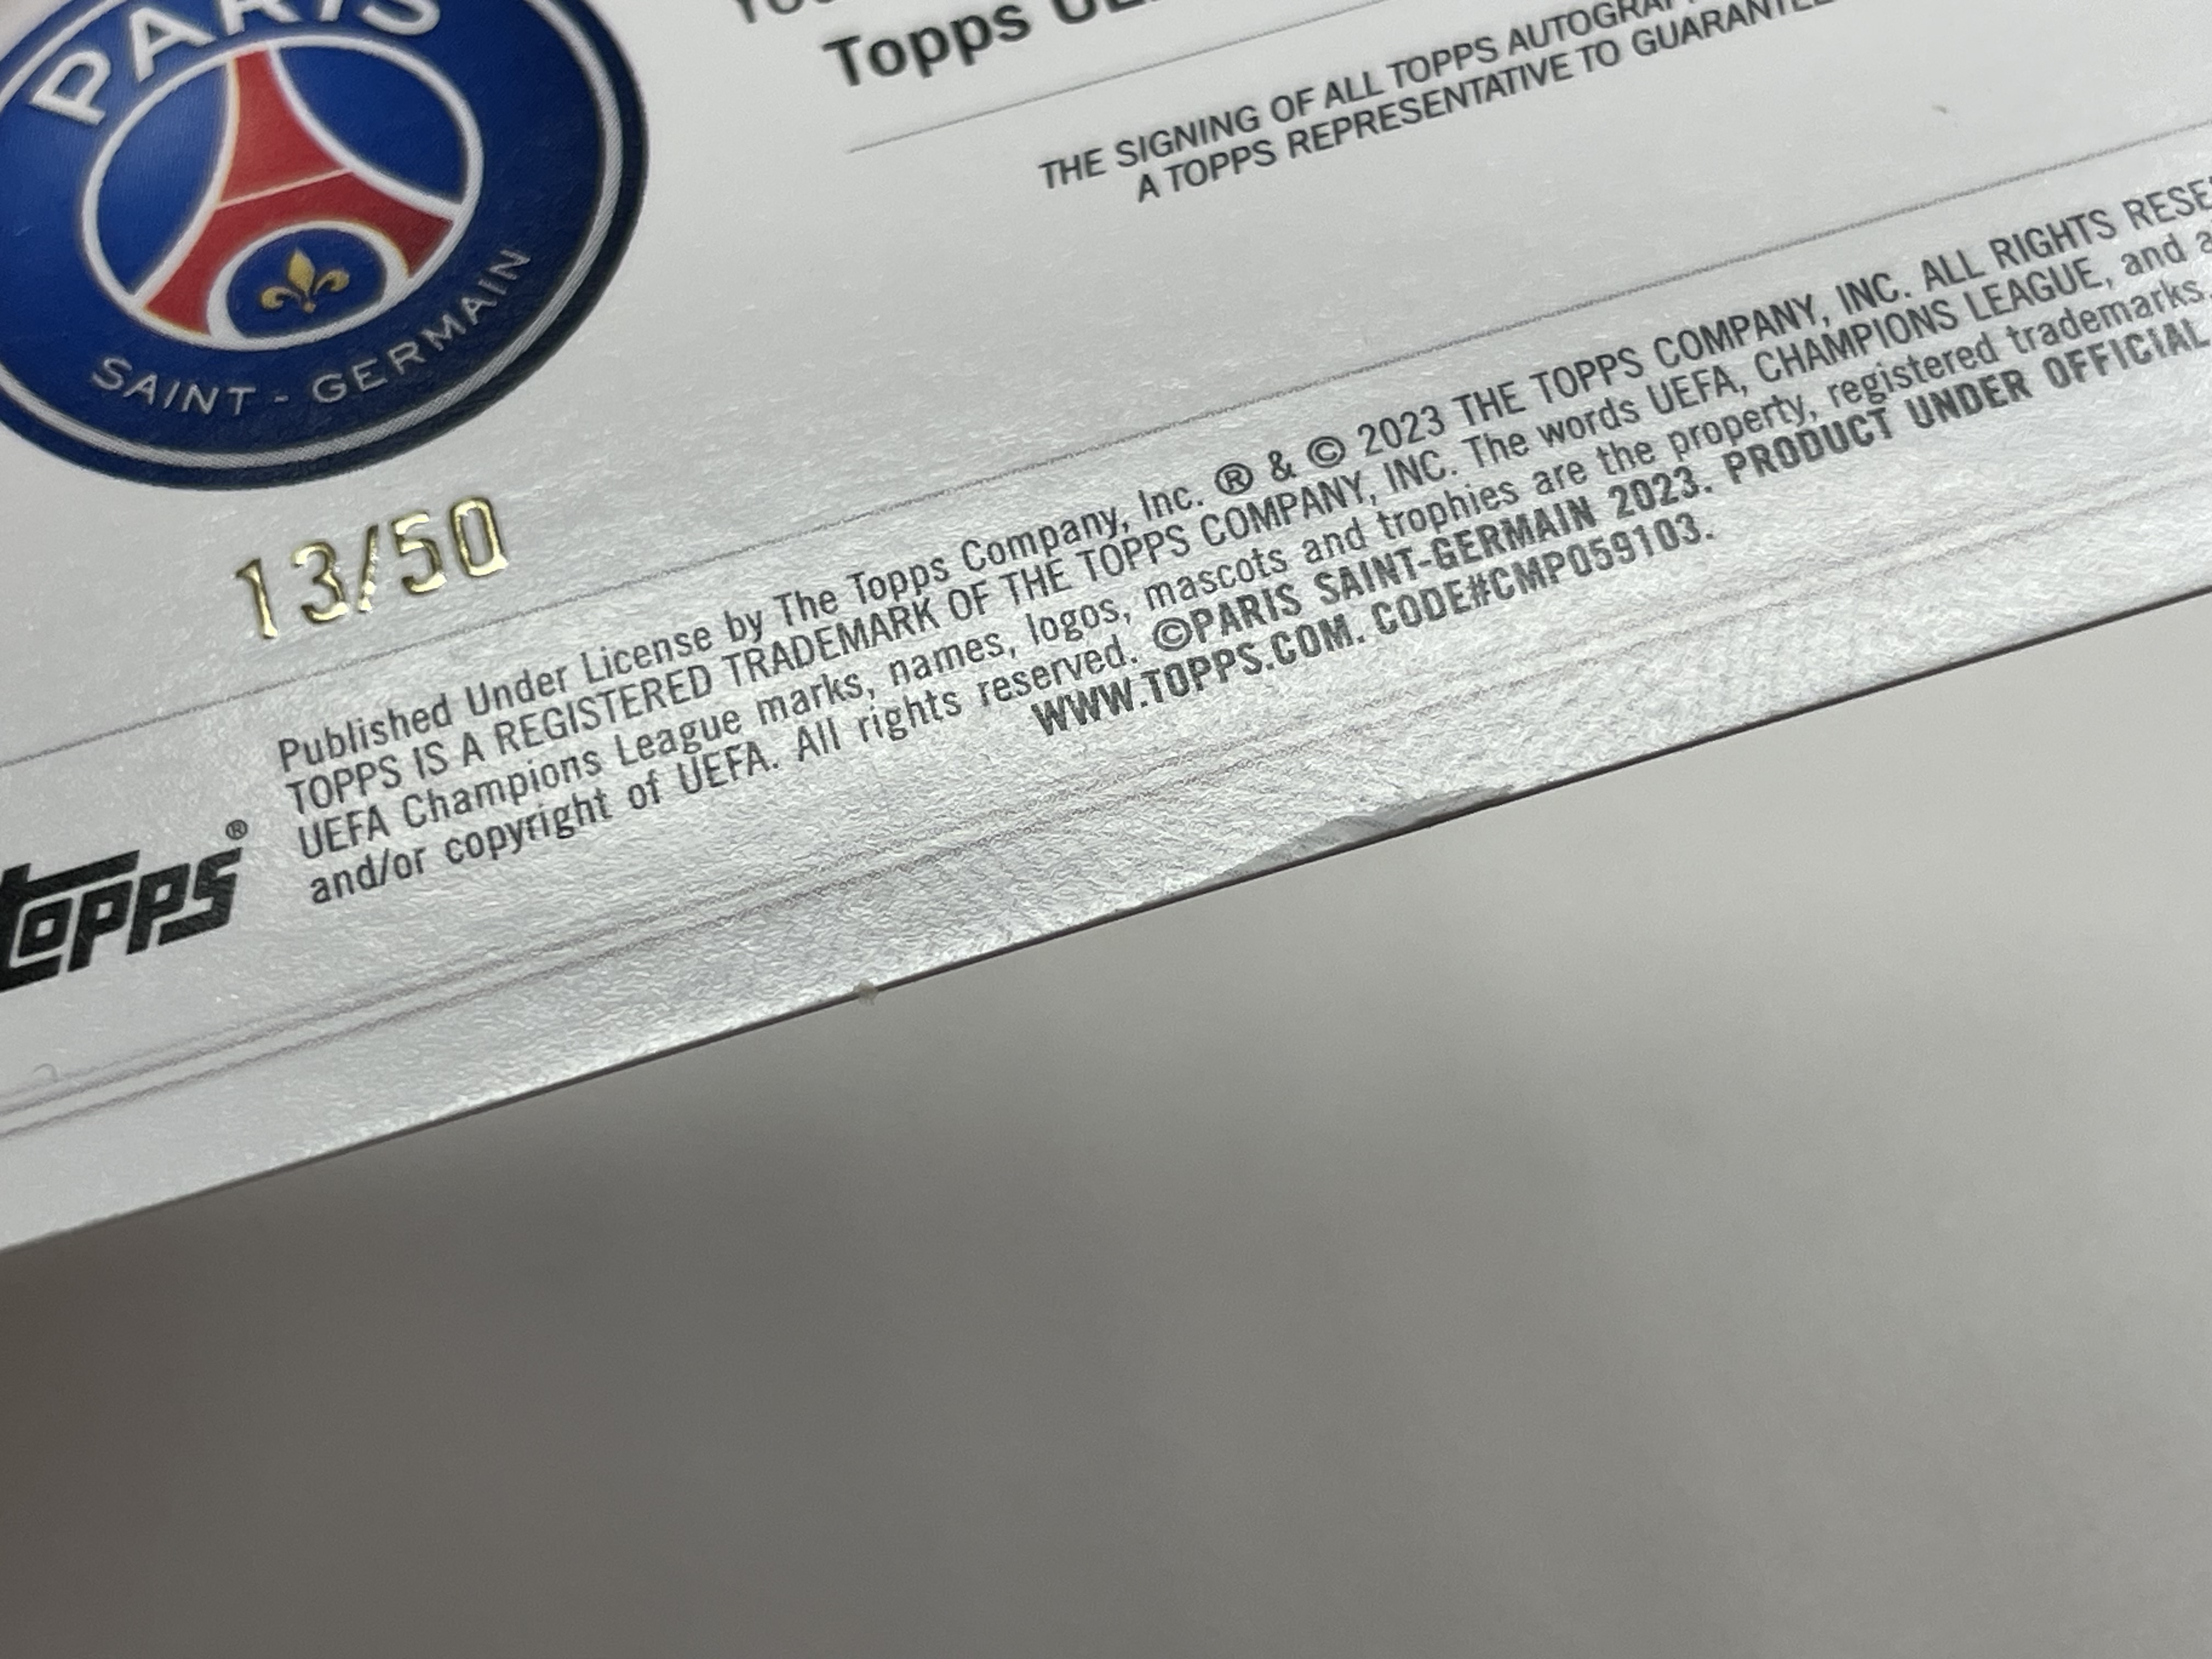 PARIS
SAINT-GERMAIN
13/50
Topps
THE SIGNING OF ALL TOPPS
A TOPPS REPRESENTATIVE TO
Published Under License by The Topps Company, Inc. ® & © 2023 THE TOPPS COMPANY, INC. ALL RIGHTS
TOPPS IS A REGISTERED TRADEMARK OF THE TOPPS COMPANY, INC. The words UEFA, CHAMPIONS LEAGUE, and
UEFA Champions League marks, names, logos, mascots and trophies are the property, registered trademarks
and/or copyright of UEFA. All rights reserved. ©PARIS SAINT-GERMAIN 2023. PRODUCT UNDER OFFICIAL
WWW.TOPPS.COM. CODE#CMP059103.
topps®